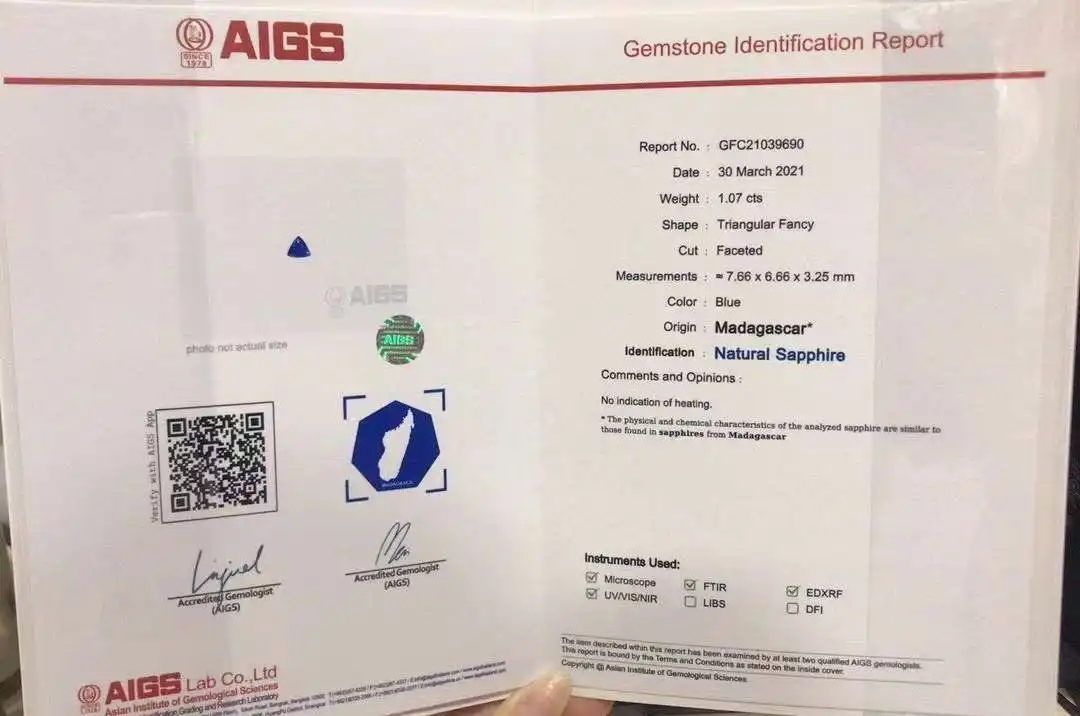 SINCE
1978
AIGS
Gemstone Identification Report
Report No. : GFC21039690
Date : 30 March 2021
Weight : 1.07 cts
Shape : Triangular Fancy
Cut : Faceted
Measurements : ≈ 7.66 x 6.66 x 3.25 mm
Color : Blue
Origin : Madagascar*
Identification : Natural Sapphire
Comments and Opinions :
No indication of heating.
* The physical and chemical characteristics of the analyzed sapphire are similar to
those found in sapphires from Madagascar
AIGS
photo not actual size
AIGS
Verify with AIGS App
MADAGASCAR
Accredited Gemologist
(AIGS)
Accredited Gemologist
(AIGS)
Instruments Used:
☑ Microscope ☑ FTIR ☑ EDXRF
☑ UV/VIS/NIR ☐ LIBS ☐ DFI
The item described within this report has been examined by at least two qualified AIGS gemologists.
This report is bound by the Terms and Conditions as stated on the inside cover.
Copyright @ Asian Institute of Gemological Sciences
AIGS Lab Co.,Ltd
Asian Institute of Gemological Sciences
Grading and Research Laboratory